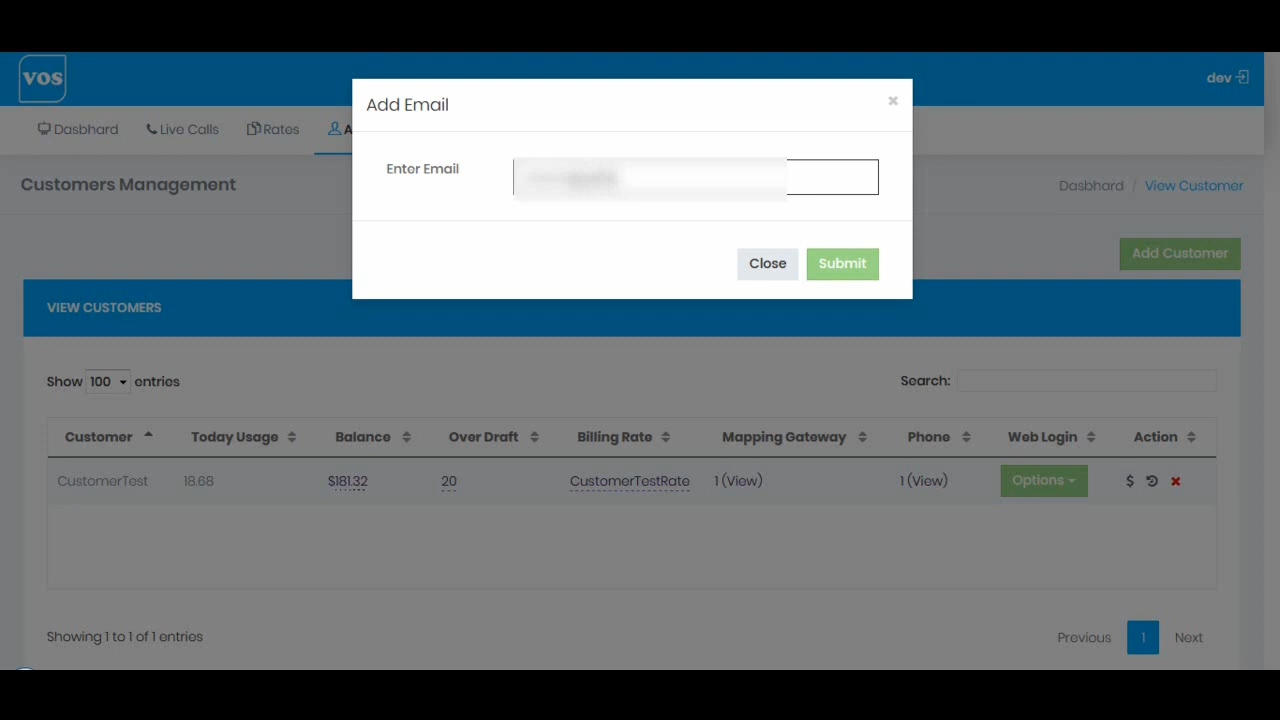 VOS
dev
Dasbhard Live Calls Rates A
Add Email
×
Enter Email
Close Submit
Customers Management
Dasbhard / View Customer
Add Customer
VIEW CUSTOMERS
Show 100 entries
Search:
Customer Today Usage Balance Over Draft Billing Rate Mapping Gateway Phone Web Login Action
CustomerTest 18.68 $181.32 20 CustomerTestRate 1 (View) 1 (View) Options $
Showing 1 to 1 of 1 entries
Previous 1 Next